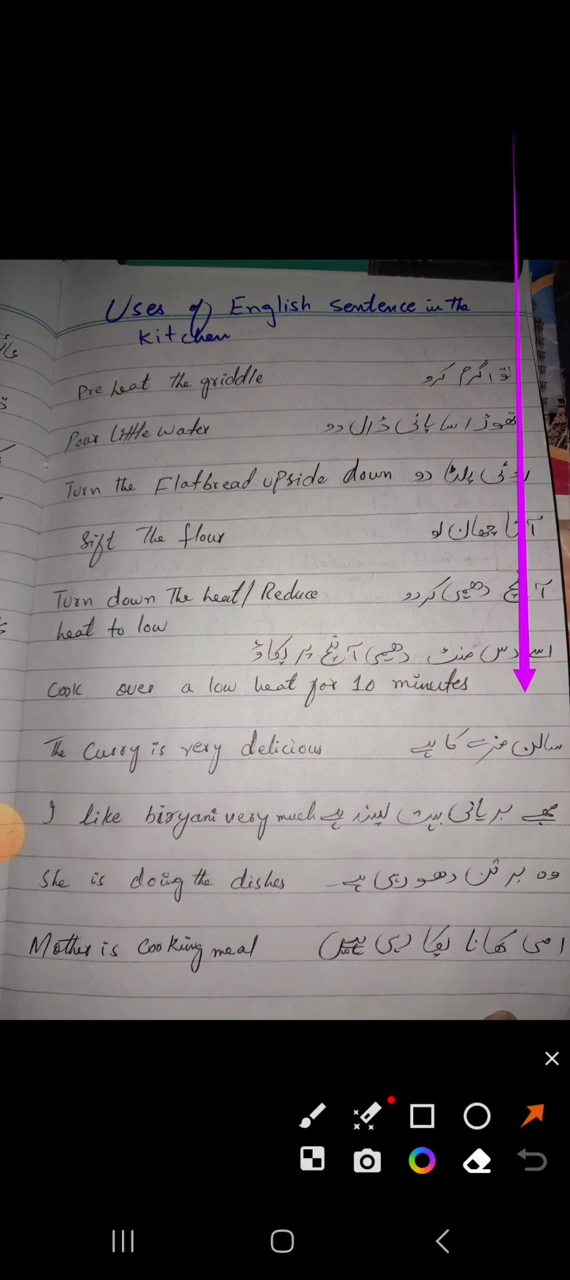 Uses of English Sentence in the
Kitchen
Pre heat the griddle توا گرم کرو
Pour little water تھوڑا سا پانی ڈال دو
Turn the Flatbread upside down روٹی پلٹا دو
Sift The flour آٹا چھان لو
Turn down The heat/ Reduce آنچ دھیمی کر دو
heat to low
اسے دس منٹ دھیمی آنچ پر پکاؤ
Cook over a low heat for 10 minutes
The Curry is very delicious سالن مزے کا ہے
I like biryani very much مجھے بریانی بہت پسند ہے
She is doing the dishes وہ برتن دھو رہی ہے۔
Mother is Cooking meal امی کھانا پکا رہی ہیں